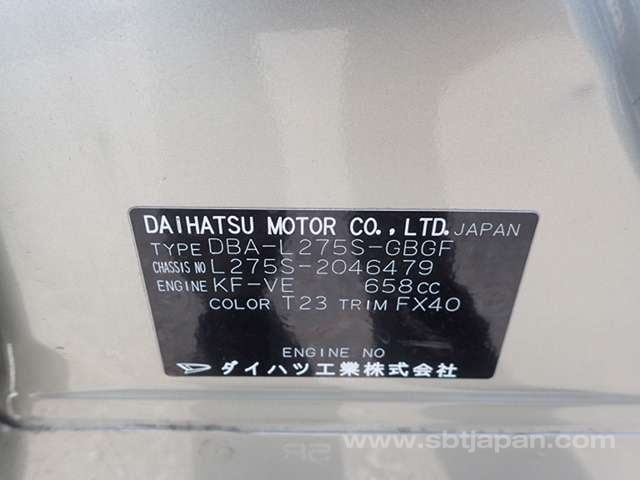 DAIHATSU MOTOR CO., LTD. JAPAN
TYPE DBA-L275S-GBGF
CHASSIS NO L275S-2046479
ENGINE KF-VE 658cc
COLOR T23 TRIM FX40
ENGINE NO
ダイハツ工業株式会社
www.sbtjapan.com